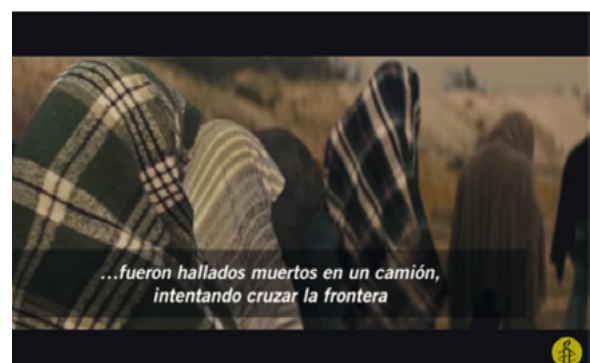 ...fueron hallados muertos en un camión,
intentando cruzar la frontera